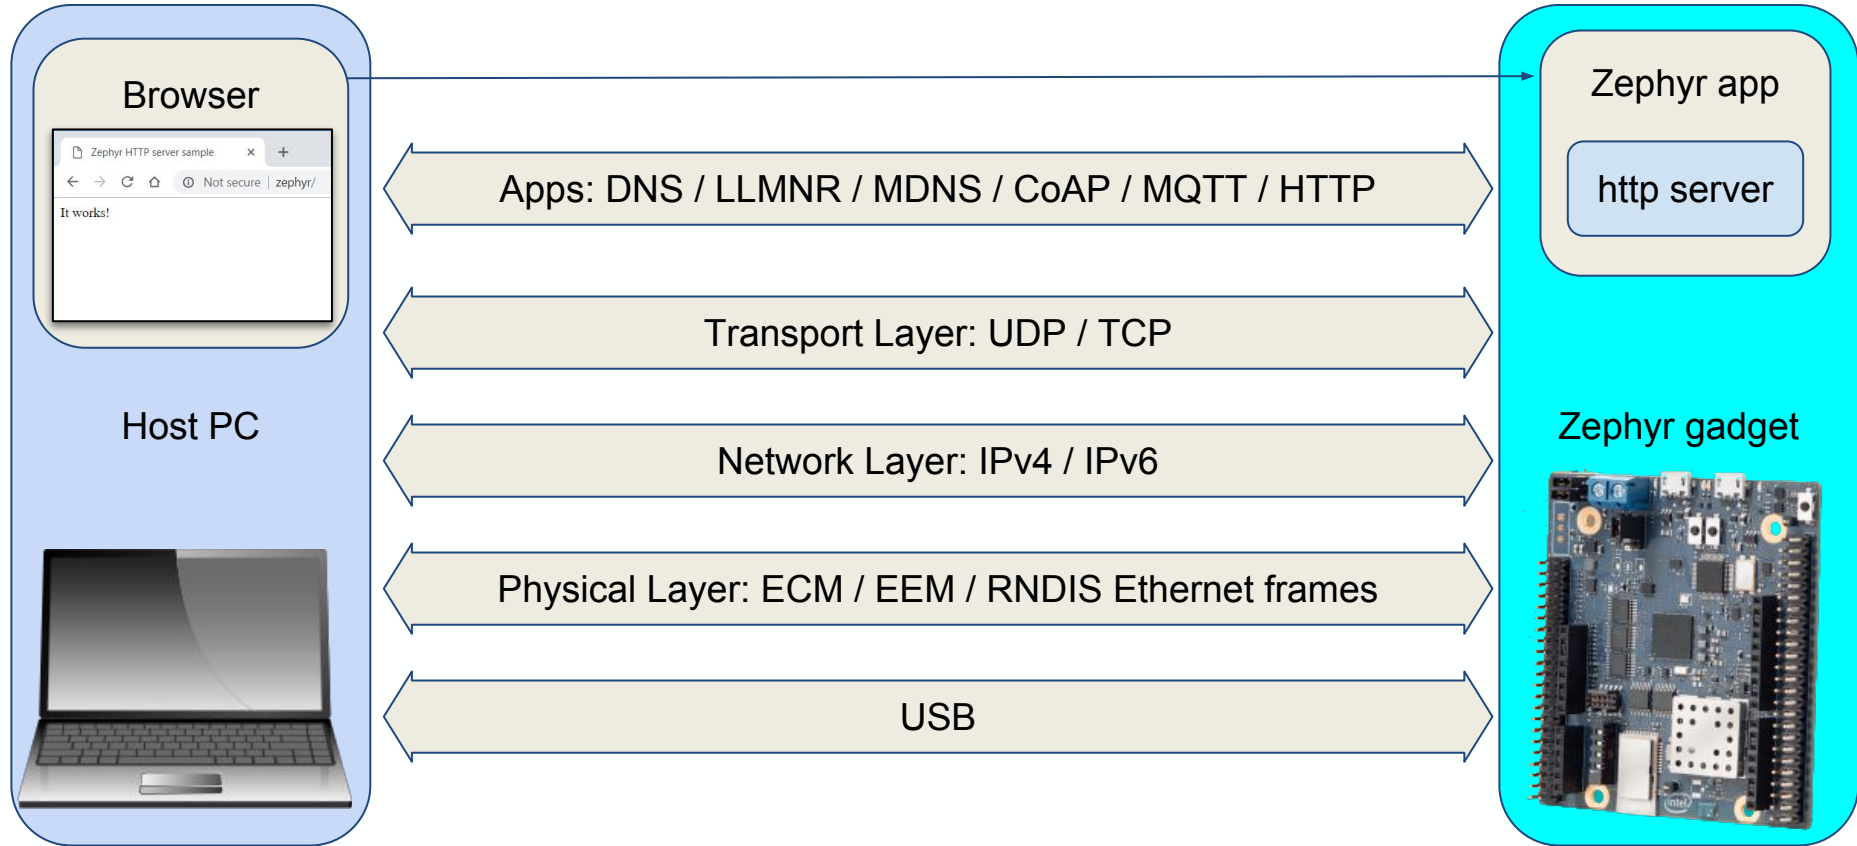 Browser
Zephyr HTTP server sample
Not secure | zephyr/
It works!
Host PC
Apps: DNS / LLMNR / MDNS / CoAP / MQTT / HTTP
Transport Layer: UDP / TCP
Network Layer: IPv4 / IPv6
Physical Layer: ECM / EEM / RNDIS Ethernet frames
USB
Zephyr app
http server
Zephyr gadget
intel